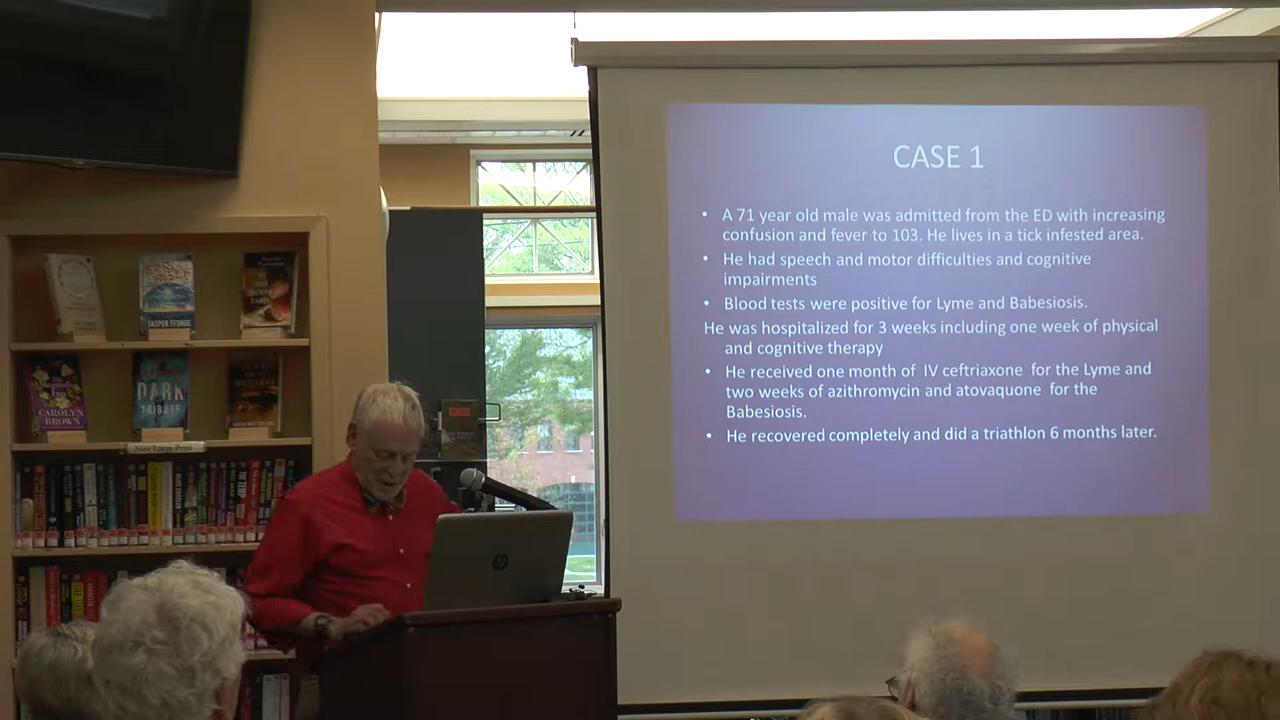 CASE 1
• A 71 year old male was admitted from the ED with increasing
confusion and fever to 103. He lives in a tick infested area.
• He had speech and motor difficulties and cognitive
impairments
• Blood tests were positive for Lyme and Babesiosis.
He was hospitalized for 3 weeks including one week of physical
and cognitive therapy
• He received one month of IV ceftriaxone for the Lyme and
two weeks of azithromycin and atovaquone for the
Babesiosis.
• He recovered completely and did a triathlon 6 months later.
JASPER FFORDE
CAROLYN
BROWN
DARK
TRIBUTE
New Large Print
hp